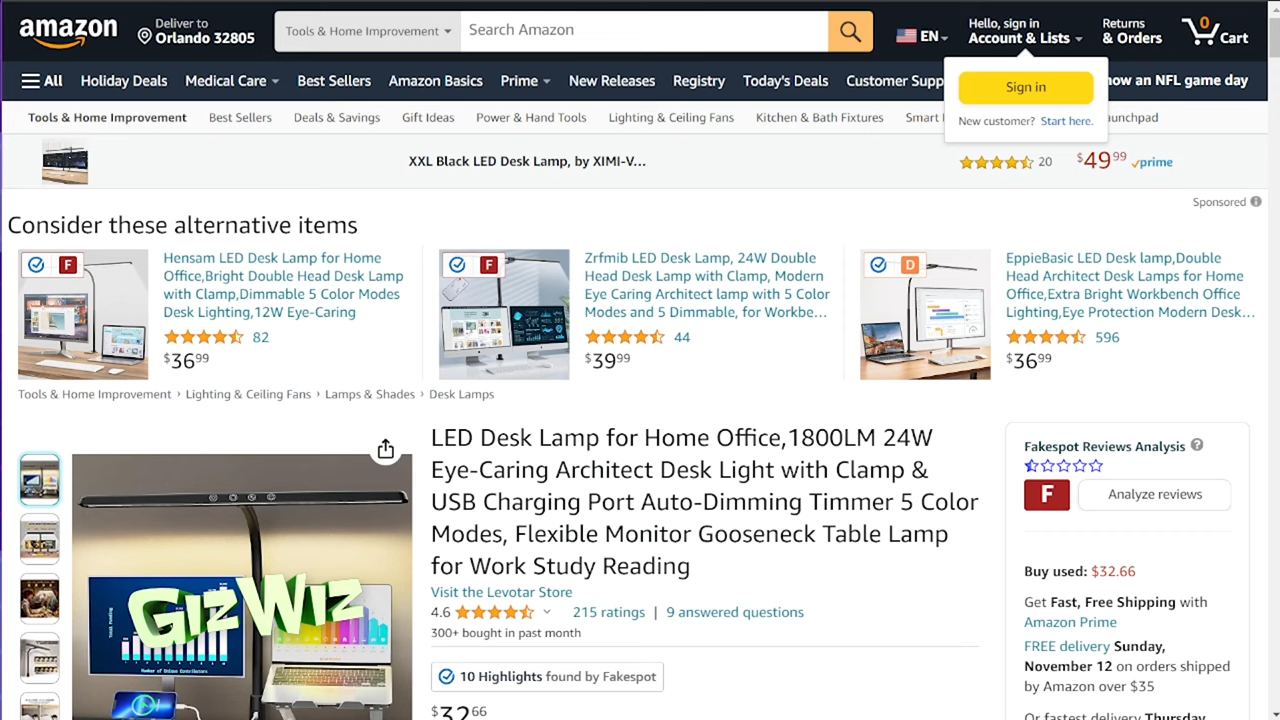 amazon
Deliver to
Orlando 32805
Tools & Home Improvement
Search Amazon
EN
Hello, sign in
Account & Lists
Returns
& Orders
0
Cart
All
Holiday Deals
Medical Care
Best Sellers
Amazon Basics
Prime
New Releases
Registry
Today's Deals
Customer Supp
how an NFL game day
Sign in
New customer? Start here.
Tools & Home Improvement
Best Sellers
Deals & Savings
Gift Ideas
Power & Hand Tools
Lighting & Ceiling Fans
Kitchen & Bath Fixtures
Smart
aunchpad
XXL Black LED Desk Lamp, by XIMI-V...
20
$49 99
prime
Sponsored
Consider these alternative items
F
Hensam LED Desk Lamp for Home
Office,Bright Double Head Desk Lamp
with Clamp,Dimmable 5 Color Modes
Desk Lighting,12W Eye-Caring
82
$36 99
F
Zrfmib LED Desk Lamp, 24W Double
Head Desk Lamp with Clamp, Modern
Eye Caring Architect lamp with 5 Color
Modes and 5 Dimmable, for Workbe...
44
$39 99
D
EppieBasic LED Desk lamp,Double
Head Architect Desk Lamps for Home
Office,Extra Bright Workbench Office
Lighting,Eye Protection Modern Desk...
596
$36 99
Tools & Home Improvement › Lighting & Ceiling Fans › Lamps & Shades › Desk Lamps
LED Desk Lamp for Home Office,1800LM 24W
Eye-Caring Architect Desk Light with Clamp &
USB Charging Port Auto-Dimming Timmer 5 Color
Modes, Flexible Monitor Gooseneck Table Lamp
for Work Study Reading
Visit the Levotar Store
4.6
215 ratings | 9 answered questions
300+ bought in past month
10 Highlights found by Fakespot
$32 66
GizWiz
Number of Unique Contributors
Fakespot Reviews Analysis
F
Analyze reviews
Buy used: $32.66
Get Fast, Free Shipping with
Amazon Prime
FREE delivery Sunday,
November 12 on orders shipped
by Amazon over $35
Or fastest delivery Thursday,